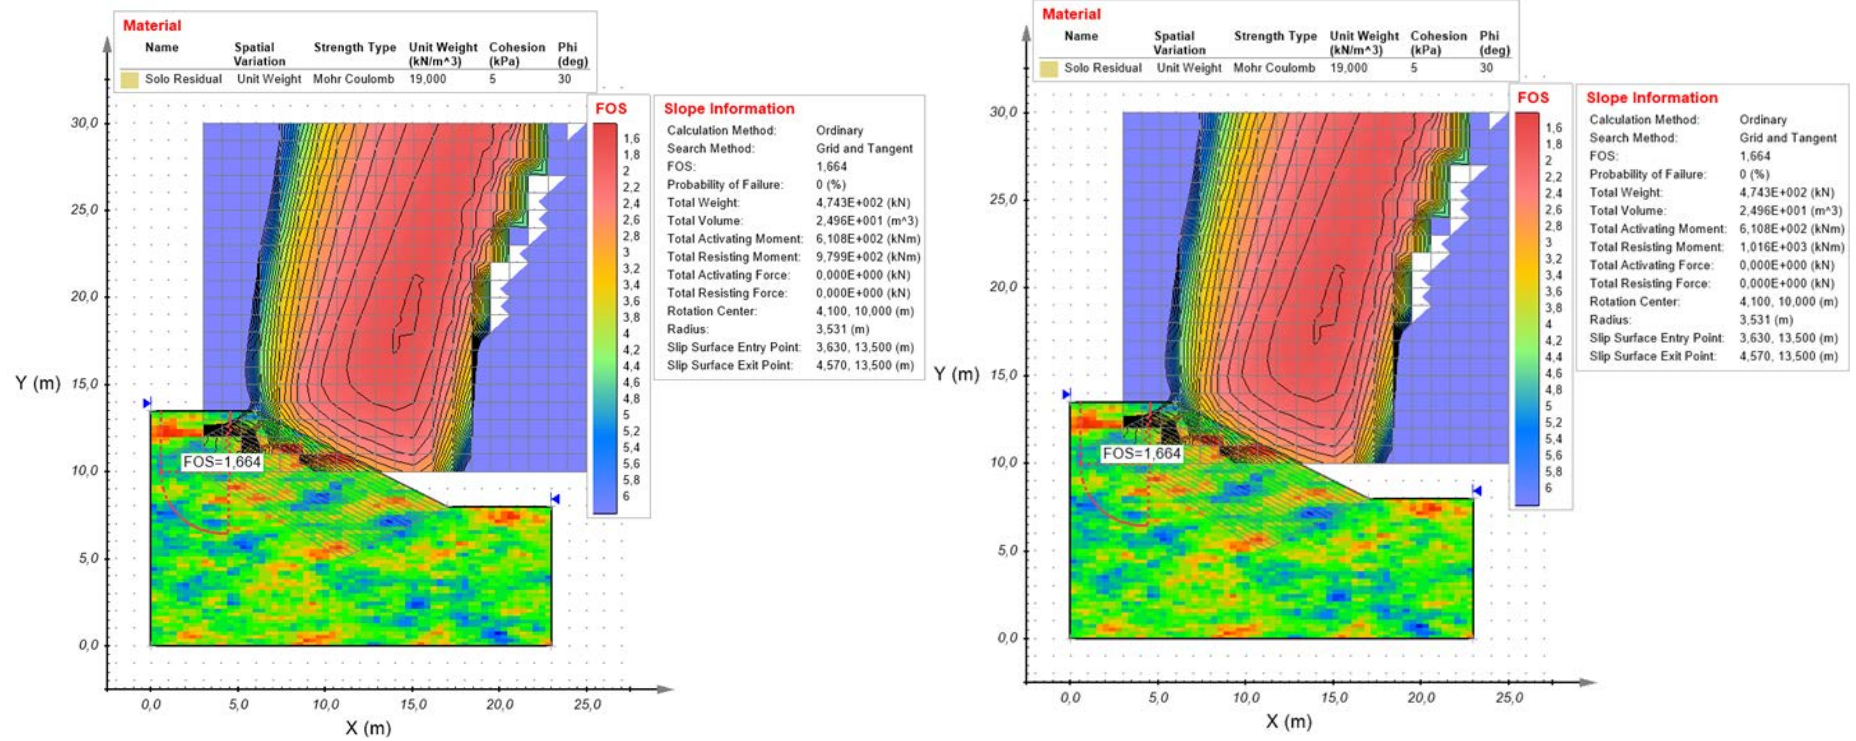 Material
Name Spatial Variation Strength Type Unit Weight (kN/m^3) Cohesion (kPa) Phi (deg)
Solo Residual Unit Weight Mohr Coulomb 19,000 5 30
FOS
1,6
1,8
2
2,2
2,4
2,6
2,8
3
3,2
3,4
3,6
3,8
4
4,2
4,4
4,6
4,8
5
5,2
5,4
5,6
5,8
6
Slope Information
Calculation Method: Ordinary
Search Method: Grid and Tangent
FOS: 1,664
Probability of Failure: 0 (%)
Total Weight: 4,743E+002 (kN)
Total Volume: 2,496E+001 (m^3)
Total Activating Moment: 6,108E+002 (kNm)
Total Resisting Moment: 9,799E+002 (kNm)
Total Activating Force: 0,000E+000 (kN)
Total Resisting Force: 0,000E+000 (kN)
Rotation Center: 4,100, 10,000 (m)
Radius: 3,531 (m)
Slip Surface Entry Point: 3,630, 13,500 (m)
Slip Surface Exit Point: 4,570, 13,500 (m)
30,0
25,0
20,0
15,0
10,0
5,0
0,0
Y (m)
FOS=1,664
0,0 5,0 10,0 15,0 20,0 25,0
X (m)
Material
Name Spatial Variation Strength Type Unit Weight (kN/m^3) Cohesion (kPa) Phi (deg)
Solo Residual Unit Weight Mohr Coulomb 19,000 5 30
FOS
1,6
1,8
2
2,2
2,4
2,6
2,8
3
3,2
3,4
3,6
3,8
4
4,2
4,4
4,6
4,8
5
5,2
5,4
5,6
5,8
6
Slope Information
Calculation Method: Ordinary
Search Method: Grid and Tangent
FOS: 1,664
Probability of Failure: 0 (%)
Total Weight: 4,743E+002 (kN)
Total Volume: 2,496E+001 (m^3)
Total Activating Moment: 6,108E+002 (kNm)
Total Resisting Moment: 1,016E+003 (kNm)
Total Activating Force: 0,000E+000 (kN)
Total Resisting Force: 0,000E+000 (kN)
Rotation Center: 4,100, 10,000 (m)
Radius: 3,531 (m)
Slip Surface Entry Point: 3,630, 13,500 (m)
Slip Surface Exit Point: 4,570, 13,500 (m)
30,0
25,0
20,0
15,0
10,0
5,0
0,0
Y (m)
FOS=1,664
0,0 5,0 10,0 15,0 20,0 25,0
X (m)